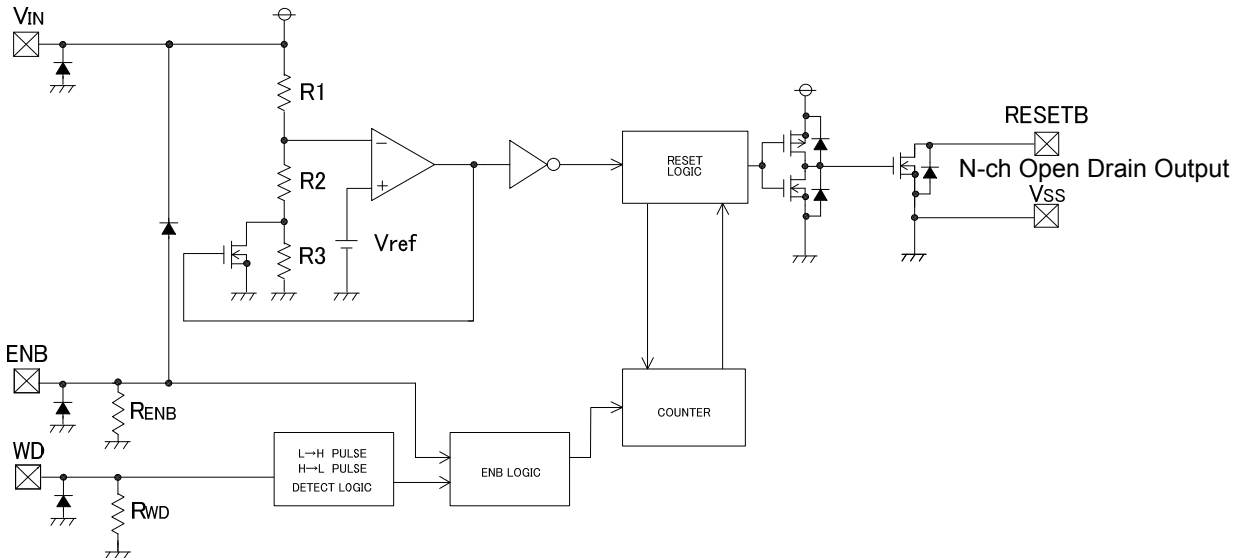 VIN
R1
R2
R3
−
+
Vref
RESET
LOGIC
RESETB
N-ch Open Drain Output
VSS
ENB
RENB
WD
RWD
L→H PULSE
H→L PULSE
DETECT LOGIC
ENB LOGIC
COUNTER